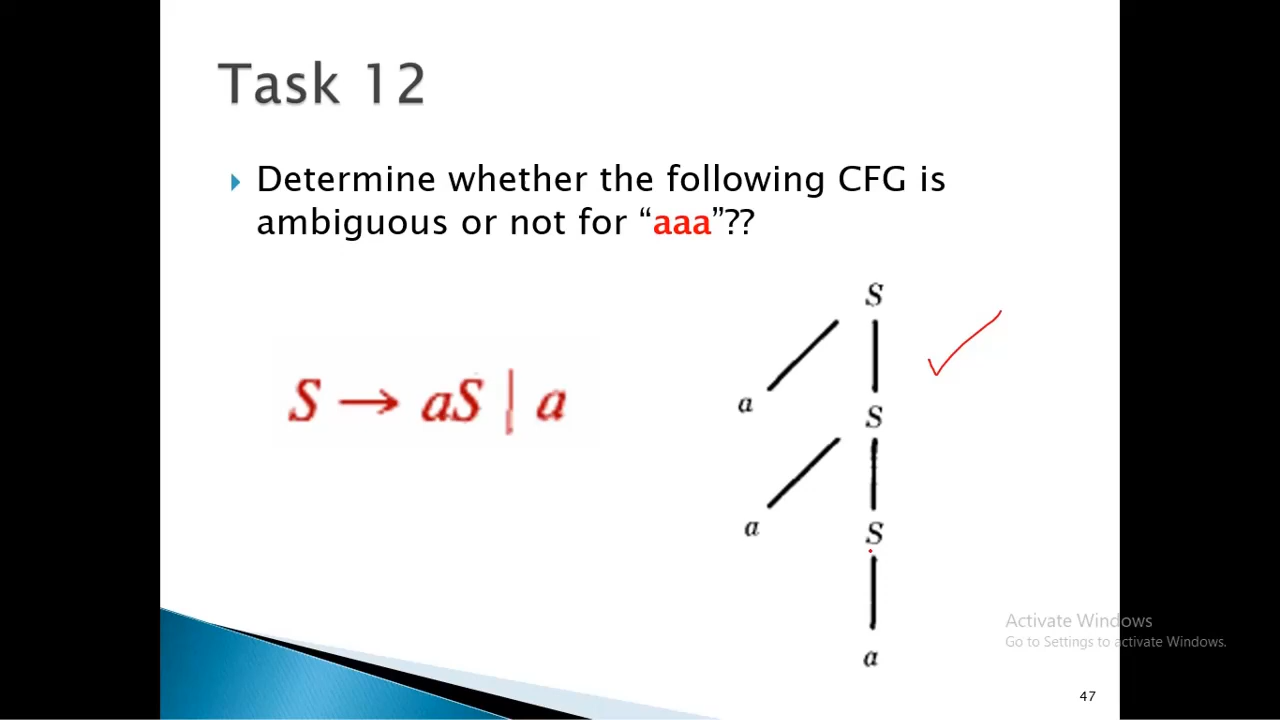 Task 12
Determine whether the following CFG is
ambiguous or not for “aaa”??
S → aS | a
S
a
S
a
S
a
Activate Windows
Go to Settings to activate Windows.
47